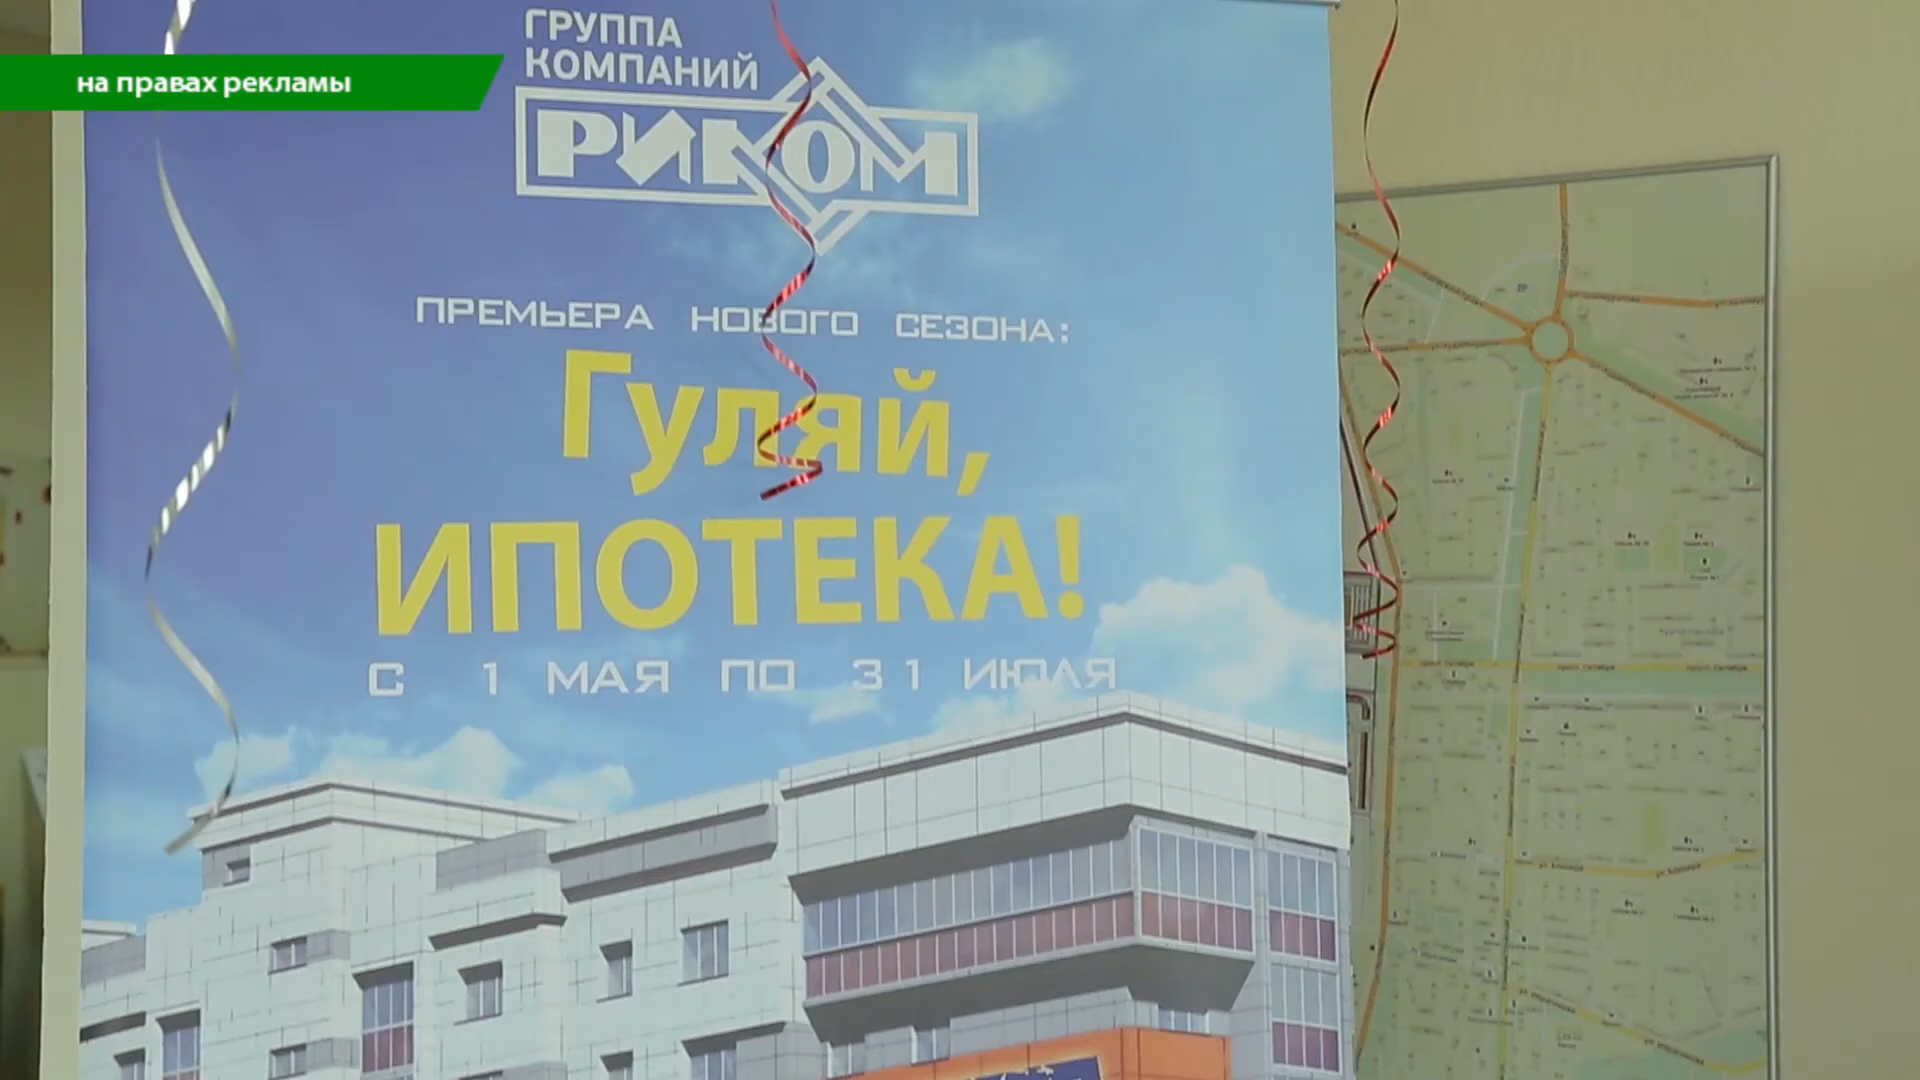 на правах рекламы
ГРУППА
КОМПАНИЙ
РИКОМ
ПРЕМЬЕРА НОВОГО СЕЗОНА:
Гуляй,
ИПОТЕКА!
С 1 МАЯ ПО 31 ИЮЛЯ